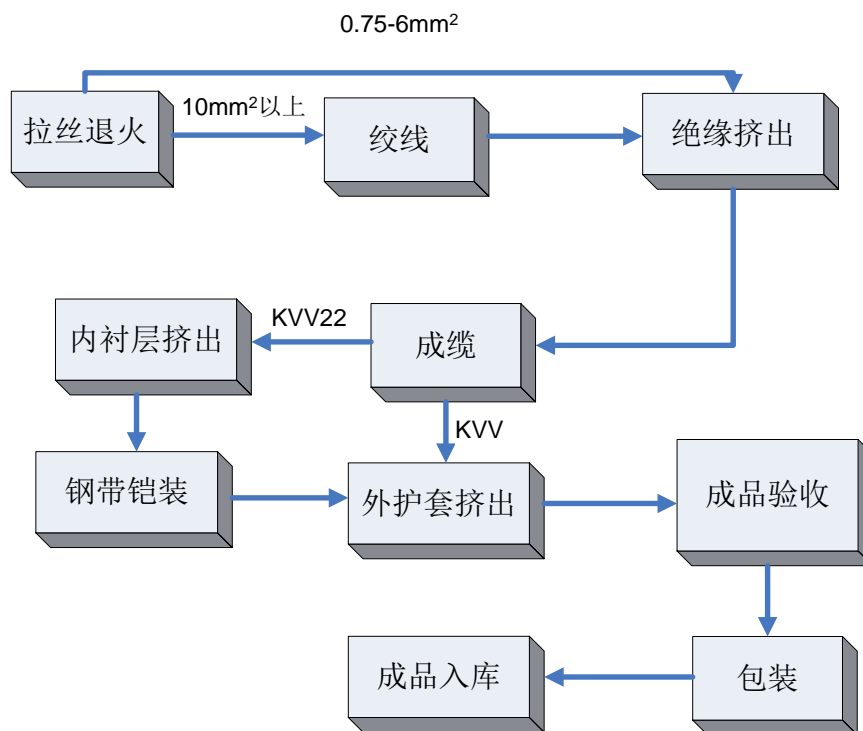 0.75-6mm²
拉丝退火
10mm²以上
绞线
绝缘挤出
内衬层挤出
KVV22
成缆
KVV
钢带铠装
外护套挤出
成品验收
成品入库
包装